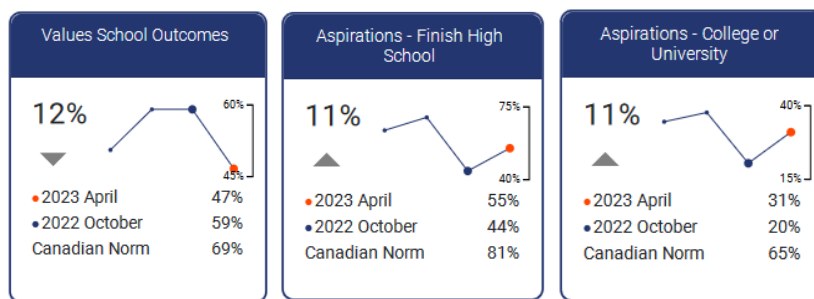 Values School Outcomes
12%
60%
45%
2023 April 47%
2022 October 59%
Canadian Norm 69%
Aspirations - Finish High
School
11%
75%
40%
2023 April 55%
2022 October 44%
Canadian Norm 81%
Aspirations - College or
University
11%
40%
15%
2023 April 31%
2022 October 20%
Canadian Norm 65%